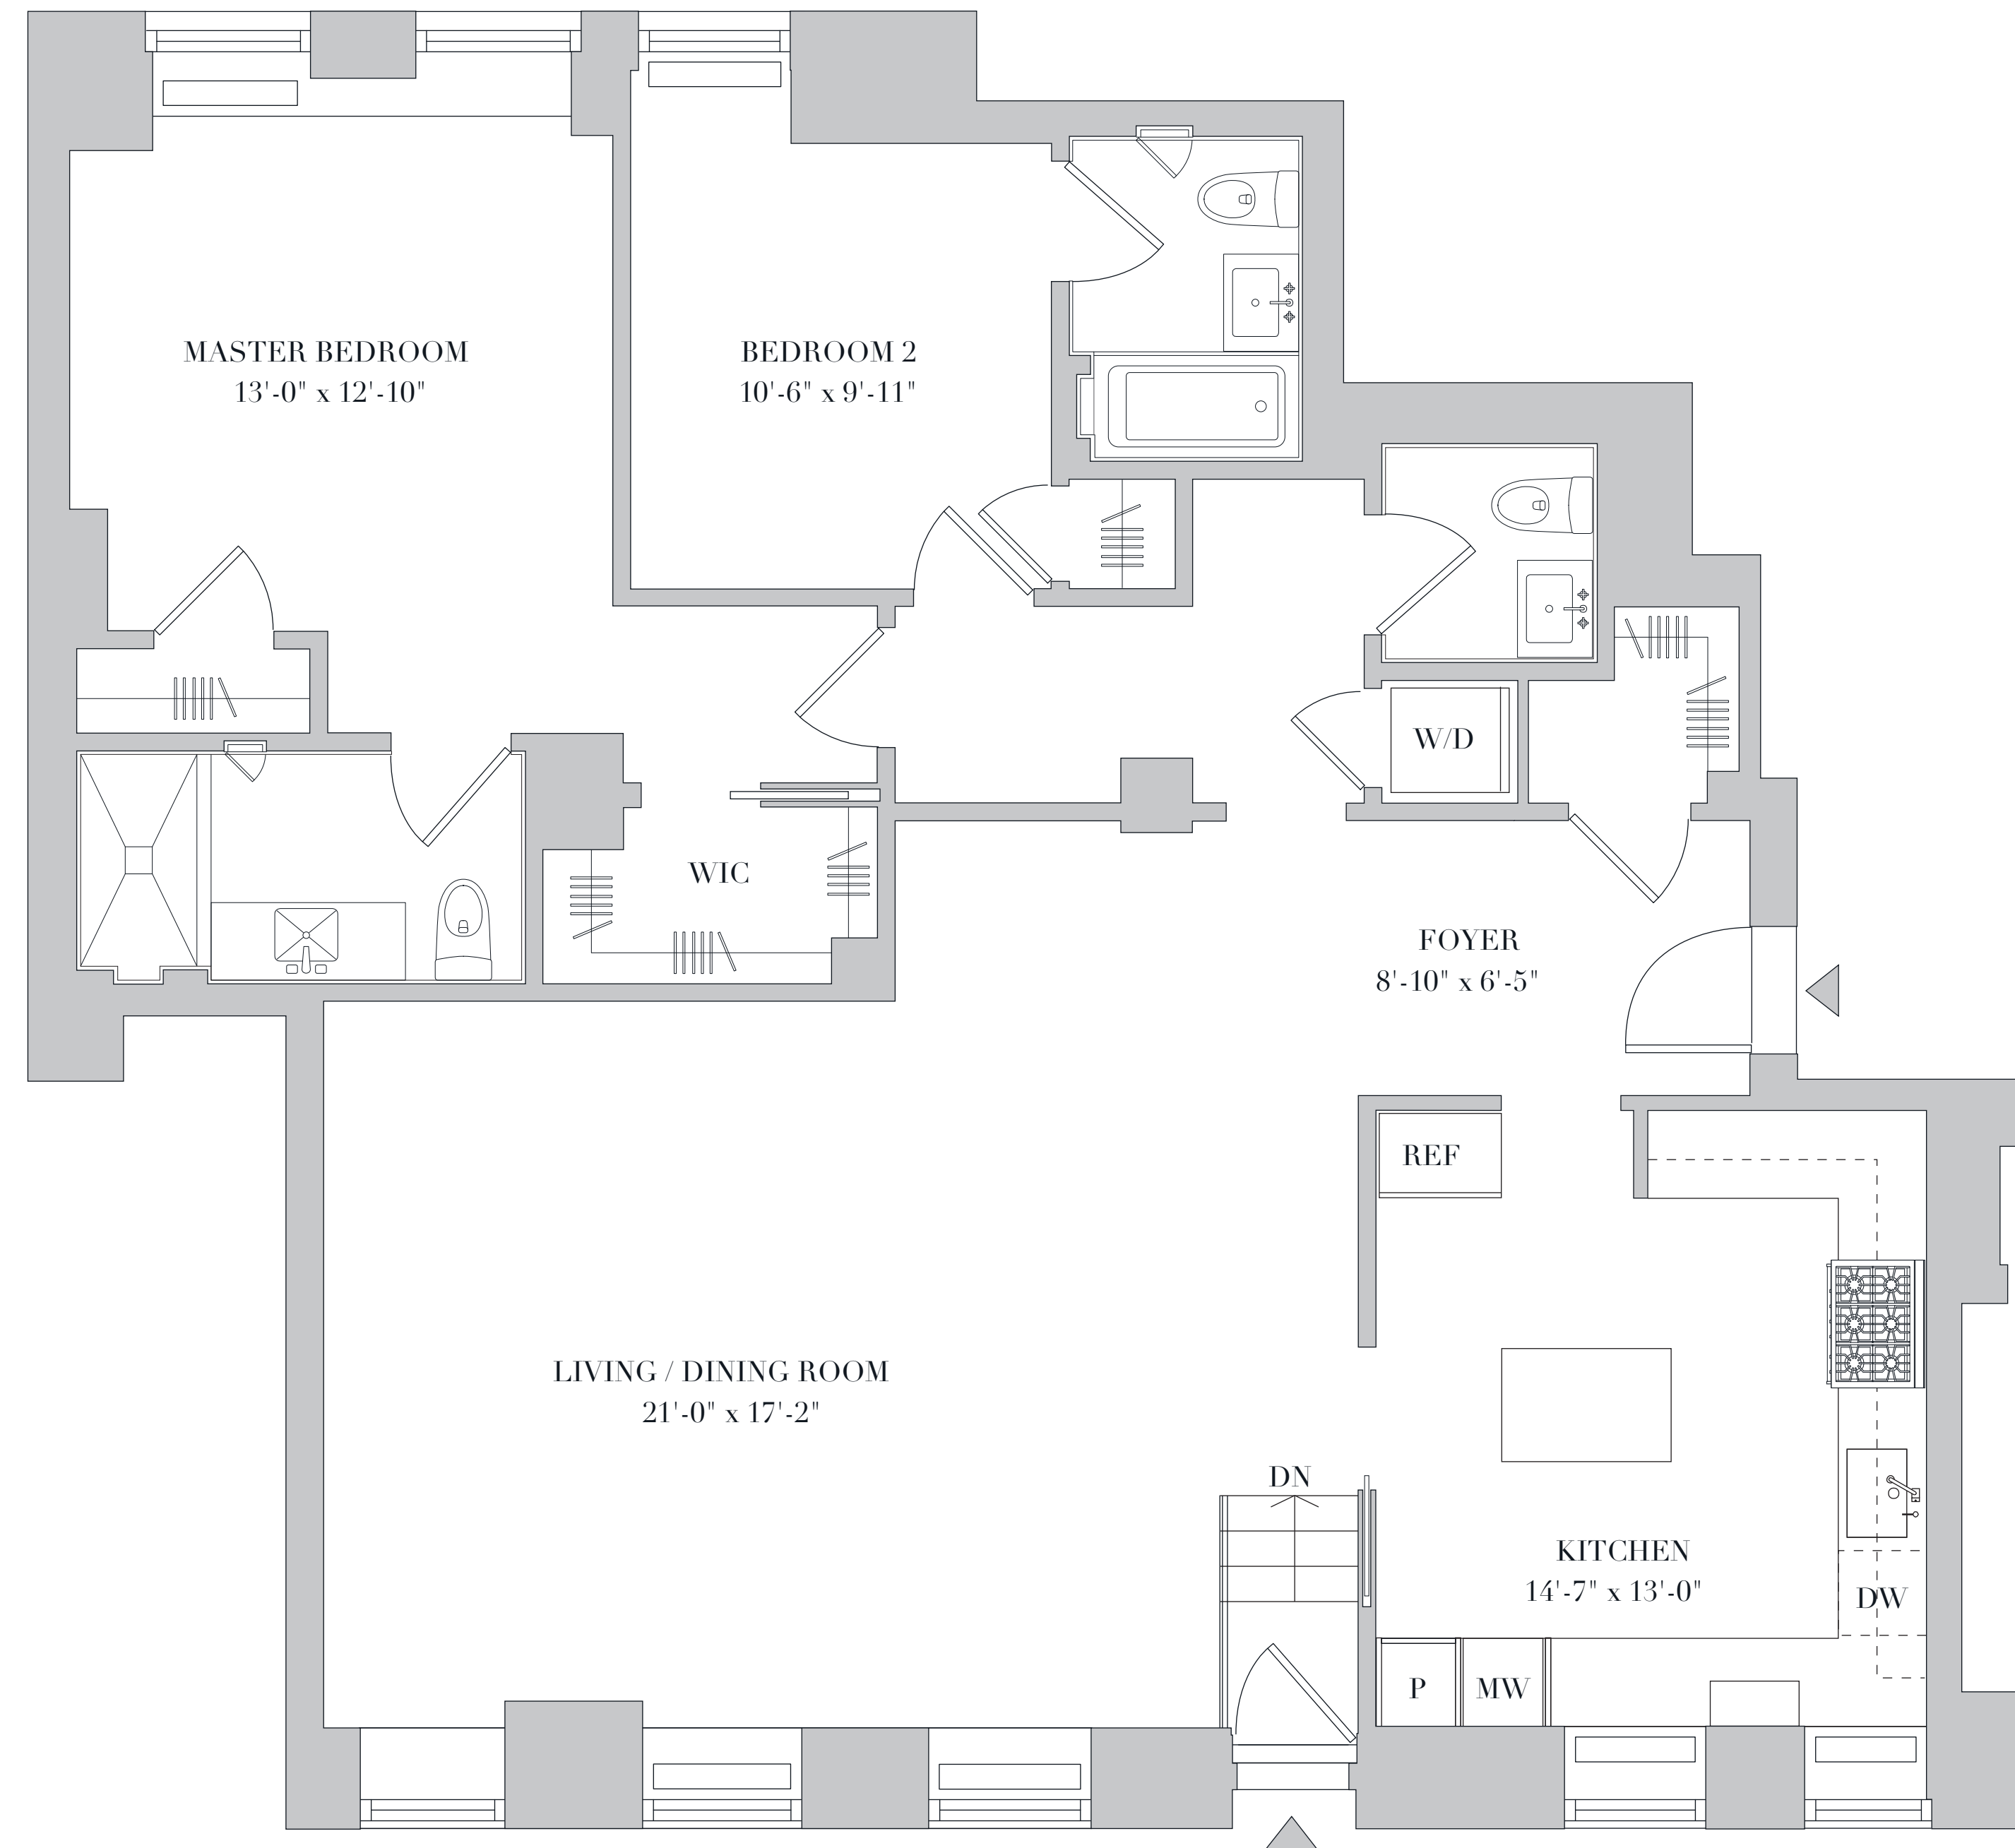 MASTER BEDROOM
13'-0" x 12'-10"
BEDROOM 2
10'-6" x 9'-11"
W/D
WIC
FOYER
8'-10" x 6'-5"
REF
LIVING / DINING ROOM
21'-0" x 17'-2"
DN
KITCHEN
14'-7" x 13'-0"
DW
P
MW